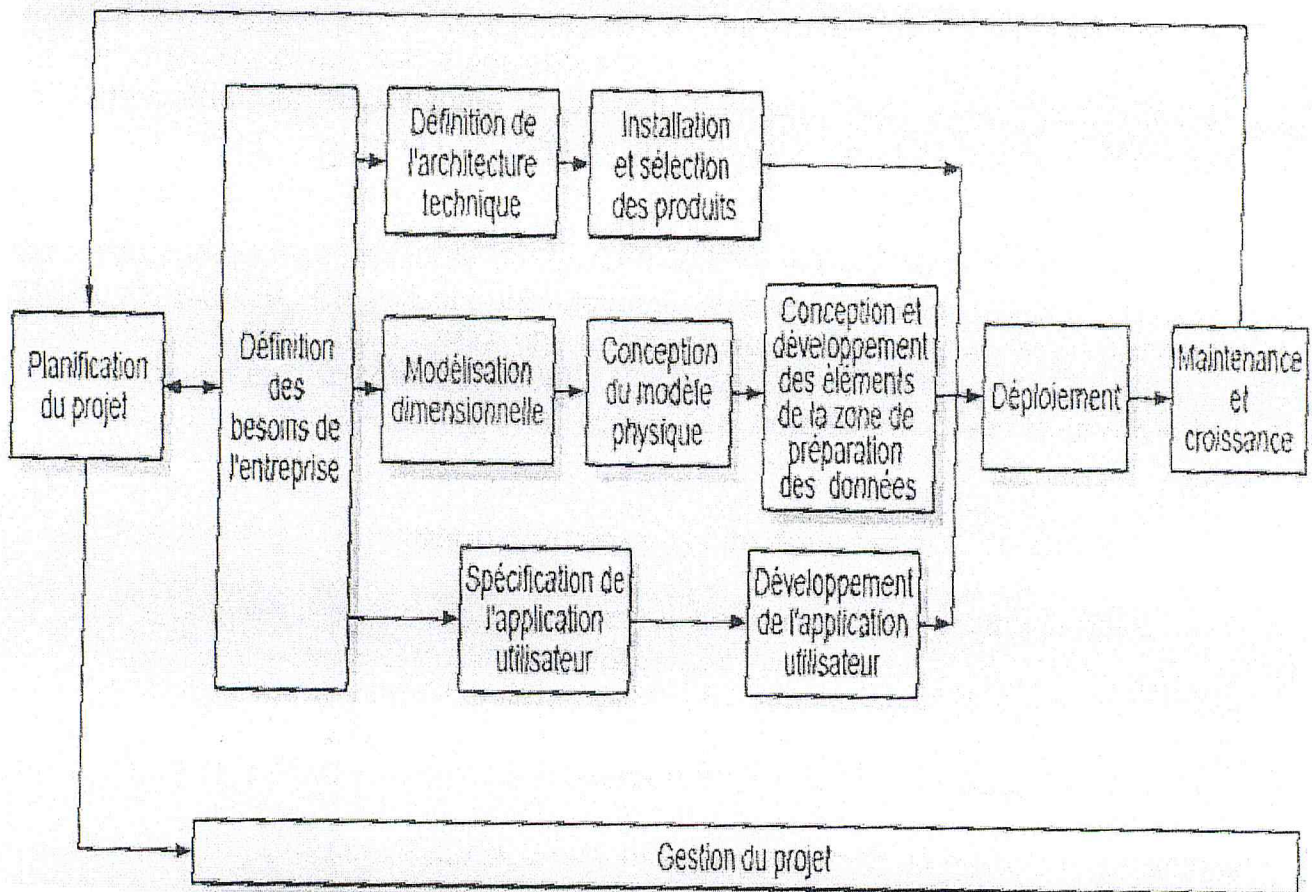 Définition de
l'architecture
technique
Installation
et sélection
des produits
Planification
du projet
Définition
des
besoins de
l'entreprise
Modélisation
dimensionnelle
Conception
du modèle
physique
Conception et
développement
des éléments
de la zone de
préparation
des données
Déploiement
Maintenance
et
croissance
Spécification de
l'application
utilisateur
Développement
de l'application
utilisateur
Gestion du projet